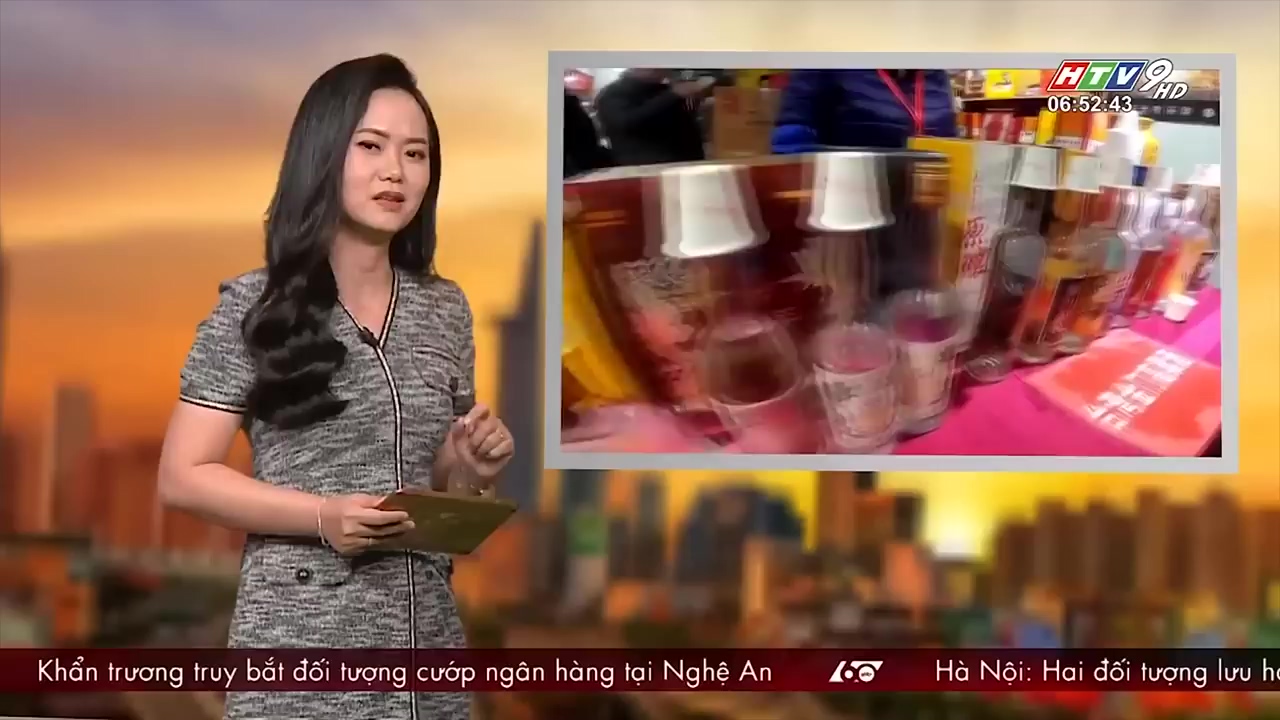 HTV9 HD
06:52:43
Khẩn trương truy bắt đối tượng cướp ngân hàng tại Nghệ An
60
Hà Nội: Hai đối tượng lưu h